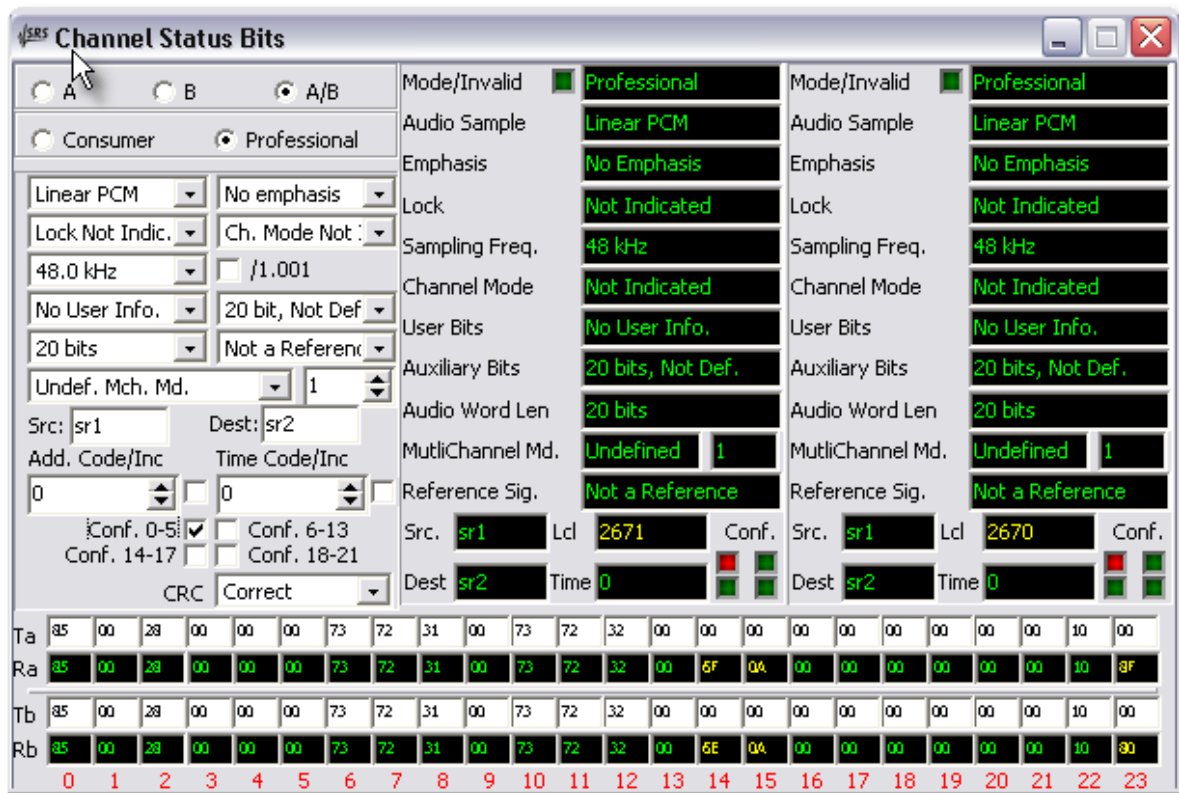 SRS Channel Status Bits
A B A/B
Consumer Professional
Linear PCM No emphasis
Lock Not Indic. Ch. Mode Not :
48.0 kHz /1.001
No User Info. 20 bit, Not Def
20 bits Not a Referen
Undef. Mch. Md. 1
Src: sr1 Dest: sr2
Add. Code/Inc Time Code/Inc
0 0
Conf. 0-5 Conf. 6-13
Conf. 14-17 Conf. 18-21
CRC Correct
Mode/Invalid Professional
Audio Sample Linear PCM
Emphasis No Emphasis
Lock Not Indicated
Sampling Freq. 48 kHz
Channel Mode Not Indicated
User Bits No User Info.
Auxiliary Bits 20 bits, Not Def.
Audio Word Len 20 bits
MutliChannel Md. Undefined 1
Reference Sig. Not a Reference
Src. sr1 Lcl 2671 Conf.
Dest sr2 Time 0
Mode/Invalid Professional
Audio Sample Linear PCM
Emphasis No Emphasis
Lock Not Indicated
Sampling Freq. 48 kHz
Channel Mode Not Indicated
User Bits No User Info.
Auxiliary Bits 20 bits, Not Def.
Audio Word Len 20 bits
MutliChannel Md. Undefined 1
Reference Sig. Not a Reference
Src. sr1 Lcl 2670 Conf.
Dest sr2 Time 0
Ta 85 00 28 00 00 00 73 72 31 00 73 72 32 00 00 00 00 00 00 00 00 00 10 00
Ra 85 00 28 00 00 00 73 72 31 00 73 72 32 00 6F 0A 00 00 00 00 00 00 10 8F
Tb 85 00 28 00 00 00 73 72 31 00 73 72 32 00 00 00 00 00 00 00 00 00 10 00
Rb 85 00 28 00 00 00 73 72 31 00 73 72 32 00 6E 0A 00 00 00 00 00 00 10 80
0 1 2 3 4 5 6 7 8 9 10 11 12 13 14 15 16 17 18 19 20 21 22 23